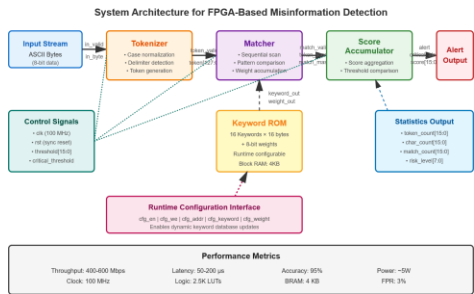 System Architecture for FPGA-Based Misinformation Detection
Input Stream
ASCII Bytes
(8-bit data)
in_valid
in_byte
Tokenizer
• Case normalization
• Delimiter detection
• Token generation
Matcher
• Sequential scan
• Pattern comparison
• Weight accumulation
Score
Accumulator
• Score aggregation
• Threshold comparison
alert
Alert
Output
keyword_out
weight_out
Control Signals
• clk (100 MHz)
• rst (sync reset)
• threshold[15:0]
• critical_threshold
Keyword ROM
16 Keywords × 16 bytes
+ 8-bit weights
Runtime configurable
Block RAM: 4KB
Statistics Output
• token_count[15:0]
• char_count[15:0]
• match_count[15:0]
• risk_level[7:0]
Runtime Configuration Interface
cfg_en | cfg_we | cfg_addr | cfg_keyword | cfg_weight
Enables dynamic keyword database updates
Performance Metrics
Throughput: 400-800 Mbps
Latency: 50-200 µs
Accuracy: 95%
Power: ~5W
Clock: 100 MHz
Logic: 2.5K LUTs
BRAM: 4 KB
FPR: 3%